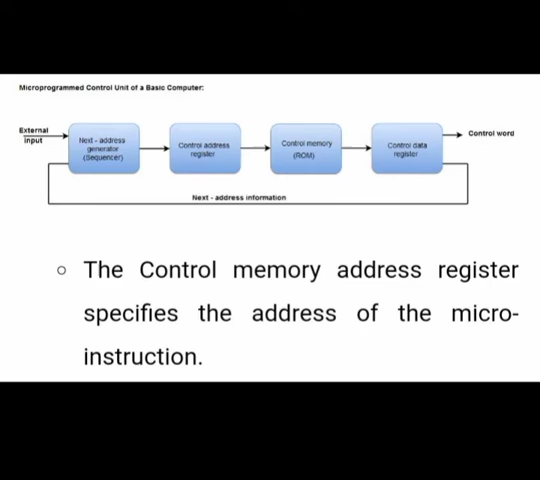 Microprogrammed Control Unit of a Basic Computer:
External
input
Next - address
generator
(Sequencer)
Control address
register
Control memory
(ROM)
Control data
register
Control word
Next - address information
○ The Control memory address register
specifies the address of the micro-
instruction.